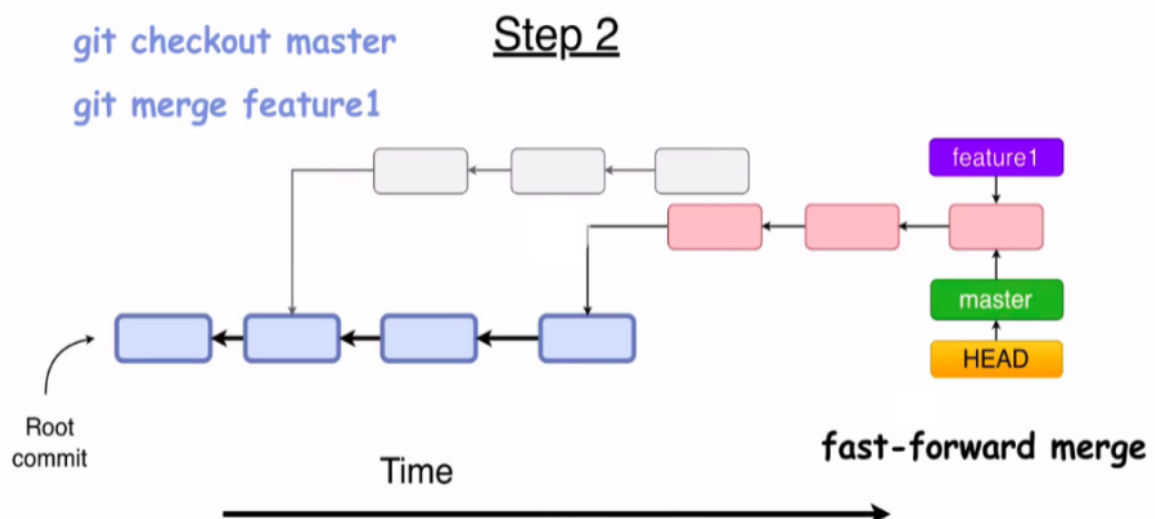 git checkout master
Step 2
git merge feature1
feature1
master
HEAD
Root
commit
fast-forward merge
Time